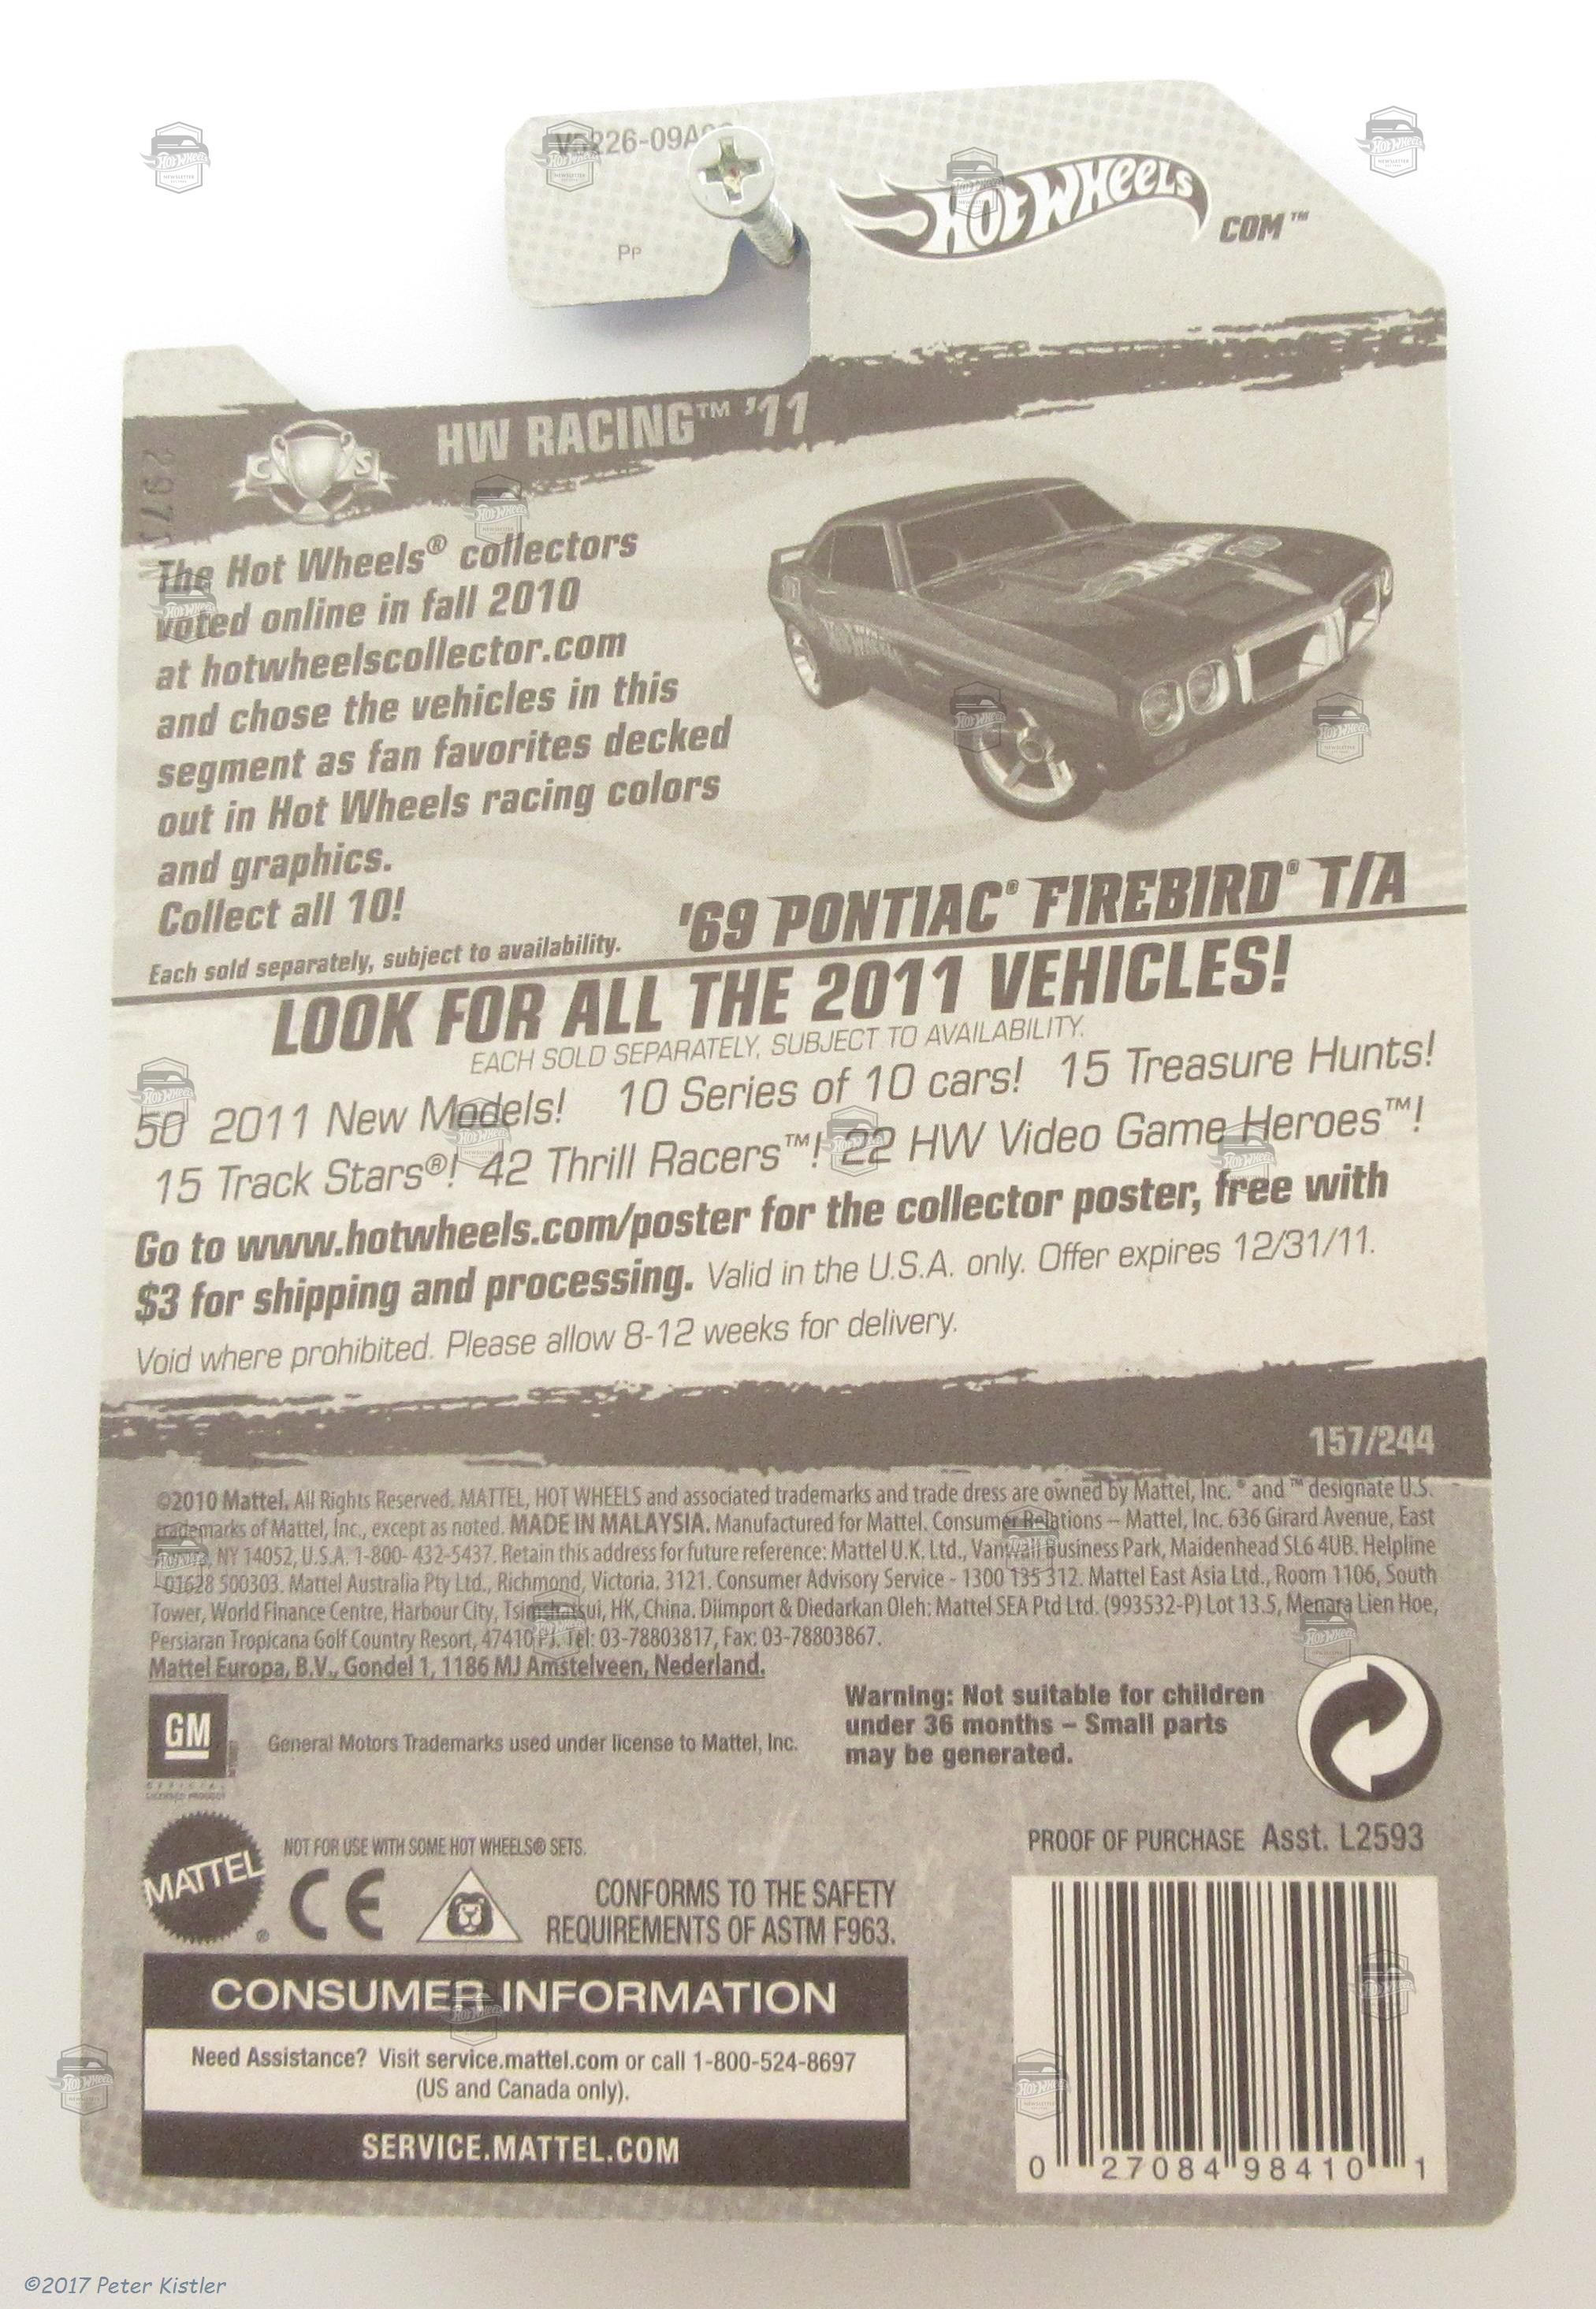 -09A
Pp
HOT WHEELS
COM™
HW RACING™ '11
C S
The Hot Wheels® collectors
voted online in fall 2010
at hotwheelscollector.com
and chose the vehicles in this
segment as fan favorites decked
out in Hot Wheels racing colors
and graphics.
Collect all 10!
Each sold separately, subject to availability.
'69 PONTIAC® FIREBIRD® T/A
LOOK FOR ALL THE 2011 VEHICLES!
EACH SOLD SEPARATELY, SUBJECT TO AVAILABILITY.
50 2011 New Models! 10 Series of 10 cars! 15 Treasure Hunts!
15 Track Stars®! 42 Thrill Racers™! 22 HW Video Game Heroes™!
Go to www.hotwheels.com/poster for the collector poster, free with
$3 for shipping and processing. Valid in the U.S.A. only. Offer expires 12/31/11.
Void where prohibited. Please allow 8-12 weeks for delivery.
157/244
©2010 Mattel. All Rights Reserved. MATTEL, HOT WHEELS and associated trademarks and trade dress are owned by Mattel, Inc. ® and ™ designate U.S.
trademarks of Mattel, Inc., except as noted. MADE IN MALAYSIA. Manufactured for Mattel. Consumer Relations – Mattel, Inc. 636 Girard Avenue, East
NY 14052, U.S.A. 1-800- 432-5437. Retain this address for future reference: Mattel U.K. Ltd., Vanwall Business Park, Maidenhead SL6 4UB. Helpline
- 01628 500303. Mattel Australia Pty Ltd., Richmond, Victoria. 3121. Consumer Advisory Service - 1300 135 312. Mattel East Asia Ltd., Room 1106, South
Tower, World Finance Centre, Harbour City, Tsimshatsui, HK, China. Diimport & Diedarkan Oleh: Mattel SEA Ptd Ltd. (993532-P) Lot 13.5, Menara Lien Hoe,
Persiaran Tropicana Golf Country Resort, 47410 PJ. Tel: 03-78803817, Fax: 03-78803867.
Mattel Europa, B.V., Gondel 1, 1186 MJ Amstelveen, Nederland.
GM
OFFICIAL
LICENSED PRODUCT
General Motors Trademarks used under license to Mattel, Inc.
Warning: Not suitable for children
under 36 months – Small parts
may be generated.
MATTEL®
NOT FOR USE WITH SOME HOT WHEELS® SETS.
CE
CONFORMS TO THE SAFETY
REQUIREMENTS OF ASTM F963.
PROOF OF PURCHASE Asst. L2593
CONSUMER INFORMATION
Need Assistance? Visit service.mattel.com or call 1-800-524-8697
(US and Canada only).
SERVICE.MATTEL.COM
0 27084 98410 1
©2017 Peter Kistler